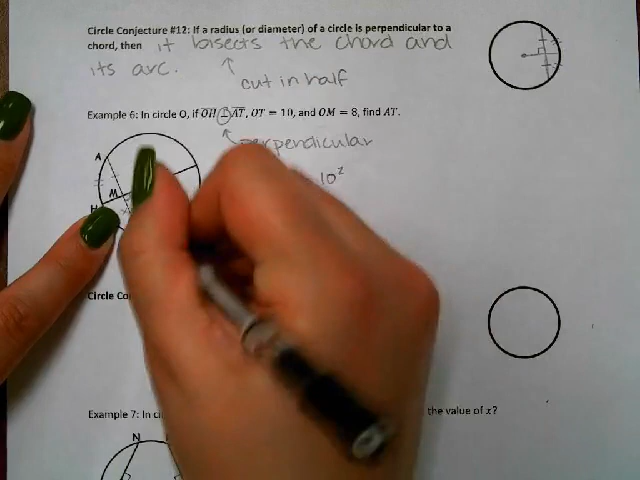 Circle Conjecture #12: If a radius (or diameter) of a circle is perpendicular to a
chord, then it bisects the chord and
its arc.
cut in half
Example 6: In circle O, if OH ⊥ AT, OT = 10, and OM = 8, find AT.
perpendicular
A
10²
M
H
Circle
Example 7: In the value of x?
N